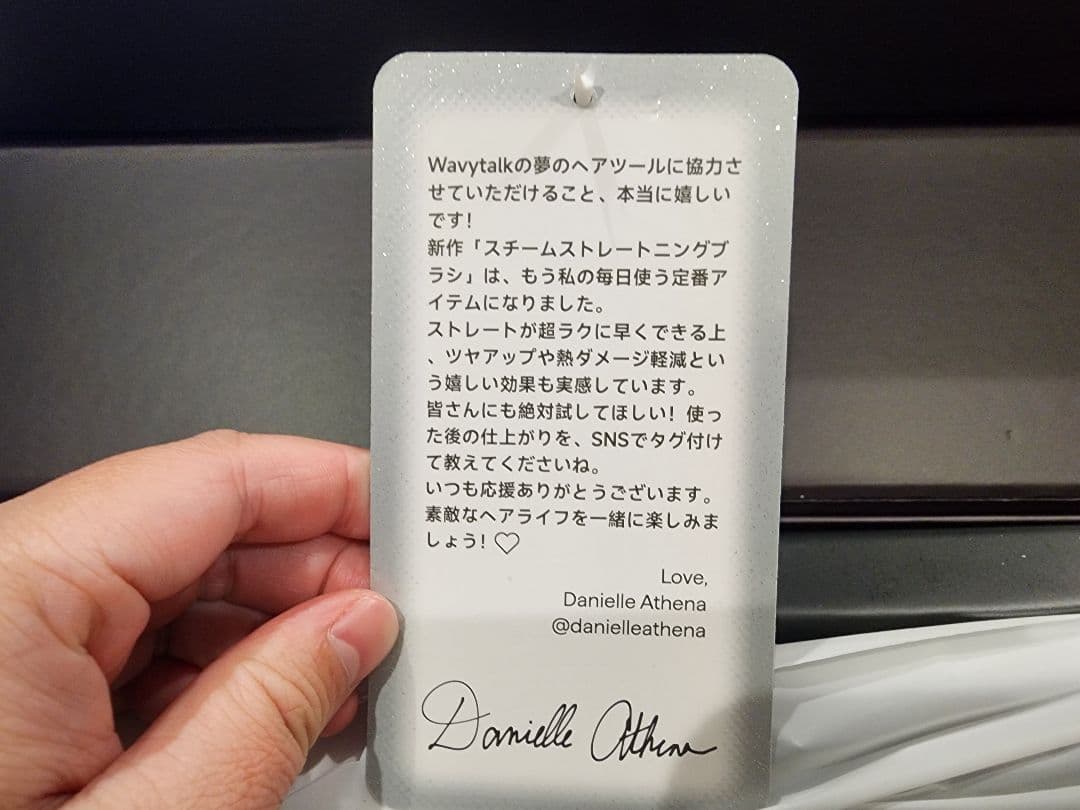 Wavytalkの夢のヘアツールに協力さ
せていただけること、本当に嬉しい
です!
新作「スチームストレートニングブ
ラシ」は、もう私の毎日使う定番ア
イテムになりました。
ストレートが超ラクに早くできる上
、ツヤアップや熱ダメージ軽減とい
う嬉しい効果も実感しています。
皆さんにも絶対試してほしい! 使っ
た後の仕上がりを、SNSでタグ付け
て教えてくださいね。
いつも応援ありがとうございます。
素敵なヘアライフを一緒に楽しみま
しょう! ♡
Love,
Danielle Athena
@danielleathena
Danielle Athena